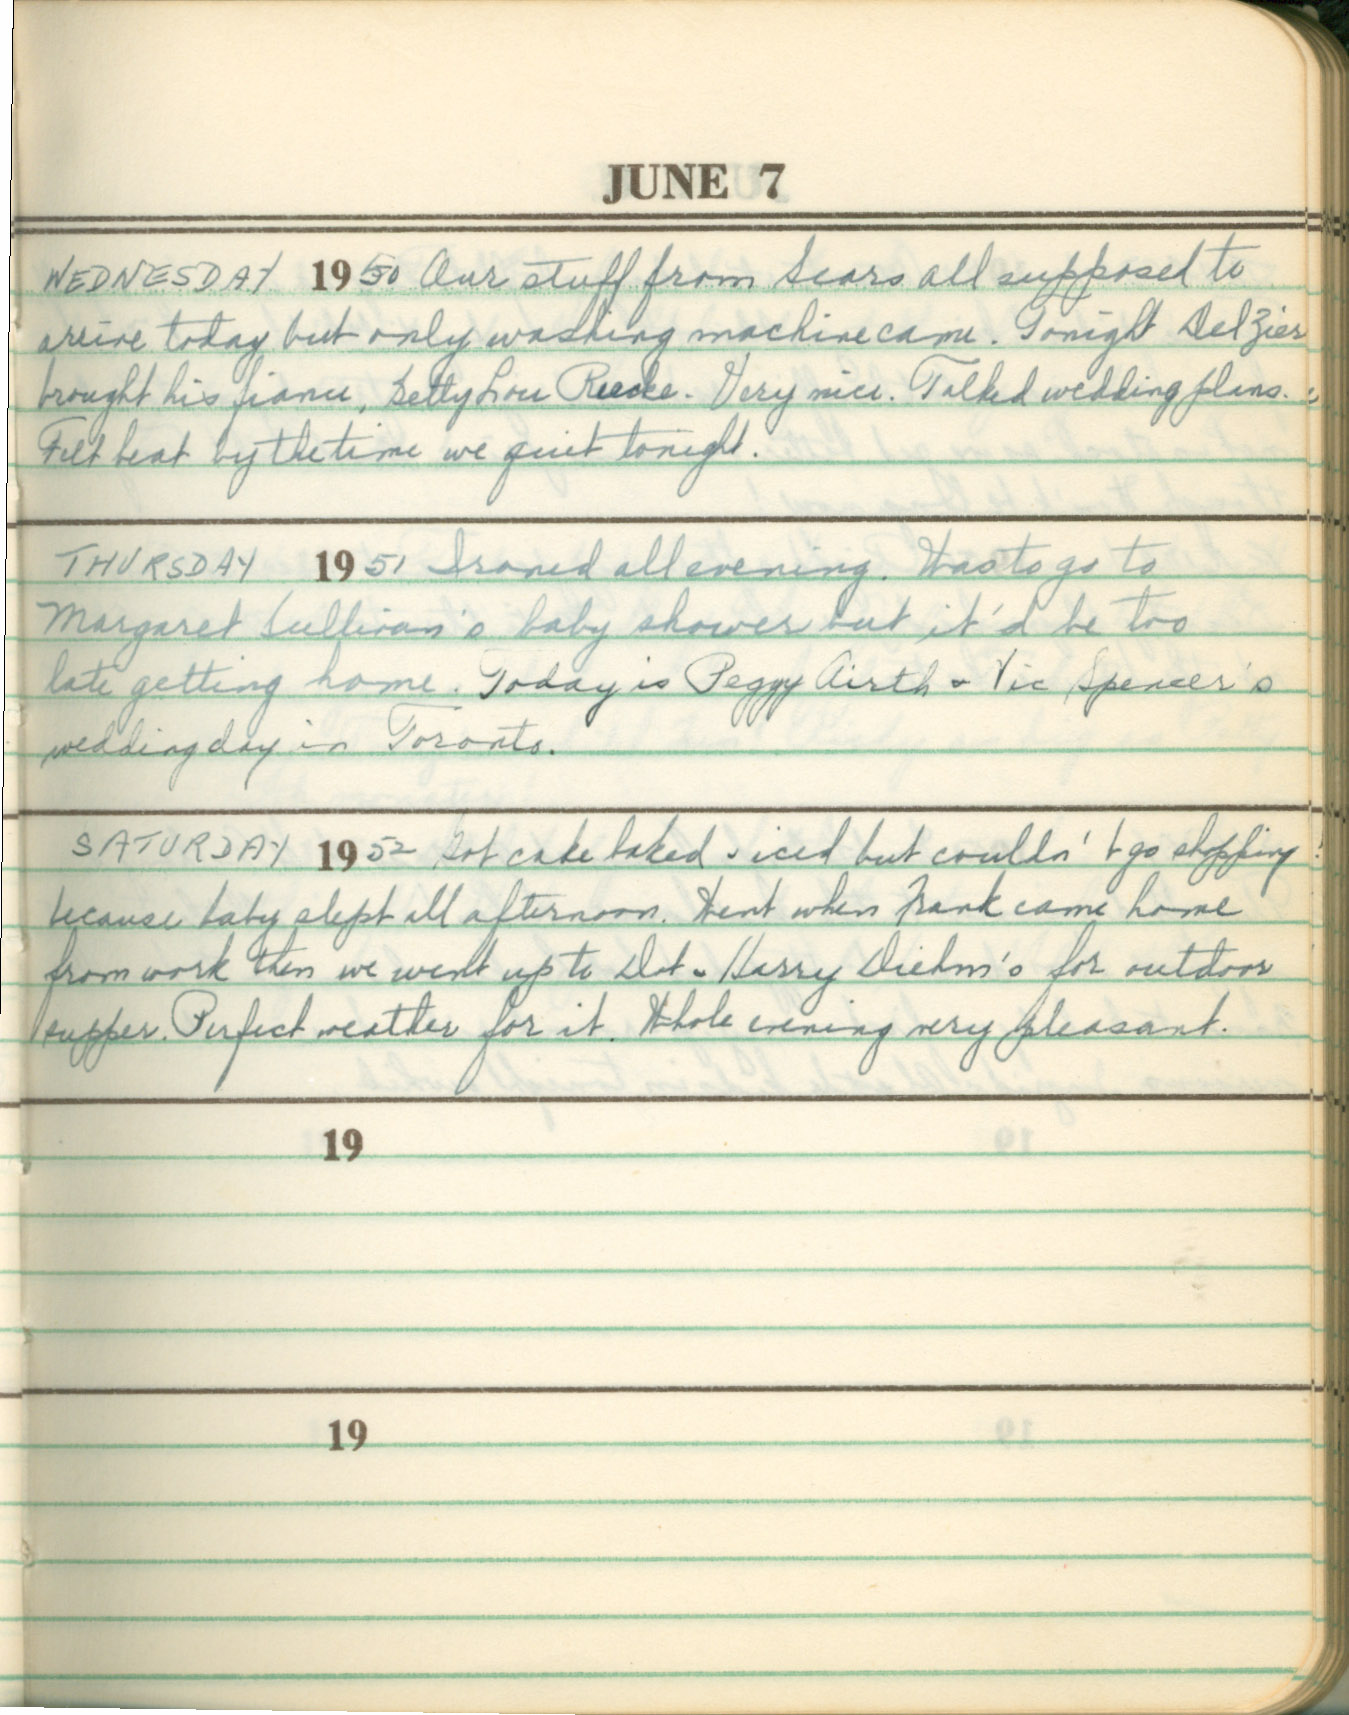 JUNE 7
WEDNESDAY 1950 Our stuff from Sears all supposed to
arrive today but only washing machine came. Tonight Del Zier
brought his fiance, Betty Lou. Very nice. Talked wedding plans.
Felt beat by the time we quit tonight.
THURSDAY 1951 Ironed all evening. Was to go to
Margaret Sullivan's baby shower but it'd be too
late getting home. Today is Peggy Airth & Vic Spencer's
wedding day in Toronto.
SATURDAY 1952 Got cake baked & iced but couldn't go shopping
because baby slept all afternoon. Went when Frank came home
from work then we went up to Dot & Harry Diehm's for outdoor
supper. Perfect weather for it. Whole evening very pleasant.
19
19